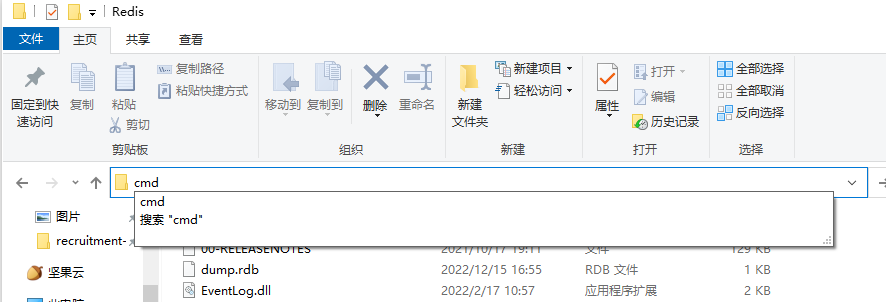 Redis
文件 主页 共享 查看
固定到快速访问 复制 粘贴 复制路径 粘贴快捷方式 剪切 移动到 复制到 删除 重命名 新建文件夹 新建项目 轻松访问 属性 打开 编辑 历史记录 全部选择 全部取消 反向选择
剪贴板 组织 新建 打开 选择
cmd
cmd
搜索 "cmd"
图片
recruitment-
坚果云
00-RELEASENOTES 2021/10/17 19:11 文件 129 KB
dump.rdb 2022/12/15 16:55 RDB 文件 1 KB
EventLog.dll 2022/2/17 10:57 应用程序扩展 2 KB